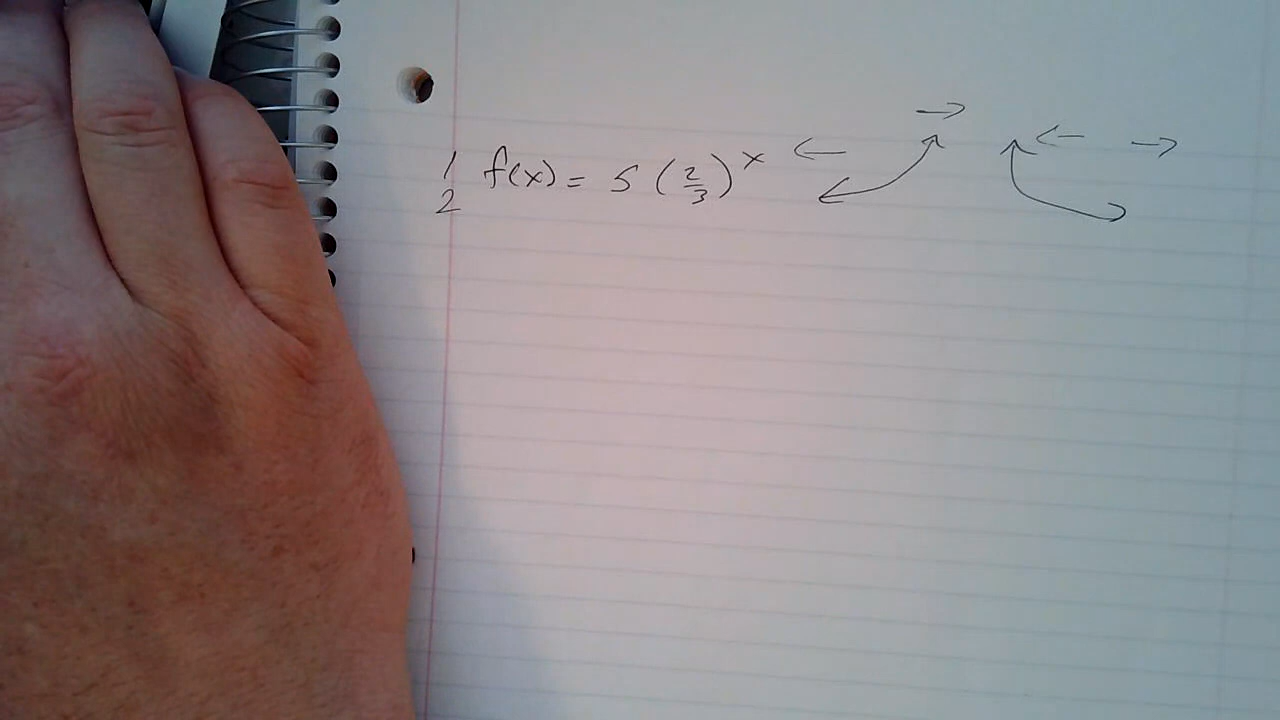 1 f(x) = 5 (2/3)^x
2